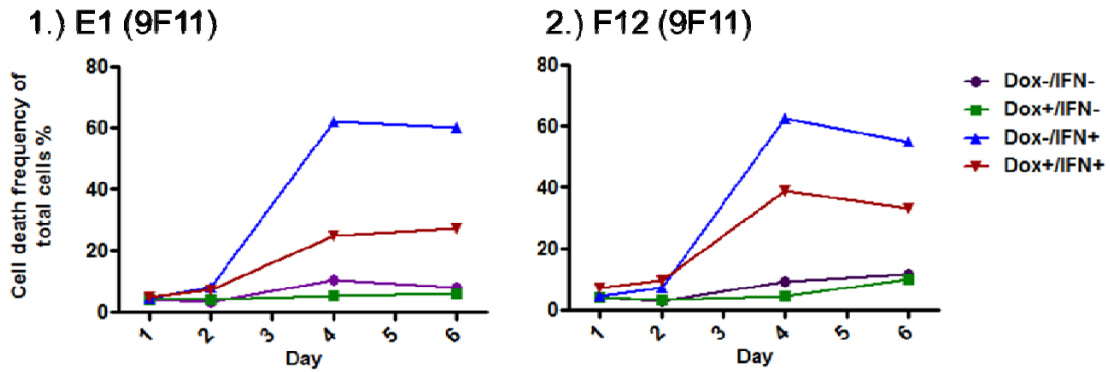 1.) E1 (9F11)
2.) F12 (9F11)
Cell death frequency of
total cells %
80
60
40
20
0
1
2
3
4
5
6
Day
80
60
40
20
0
1
2
3
4
5
6
Day
Dox-/IFN-
Dox+/IFN-
Dox-/IFN+
Dox+/IFN+